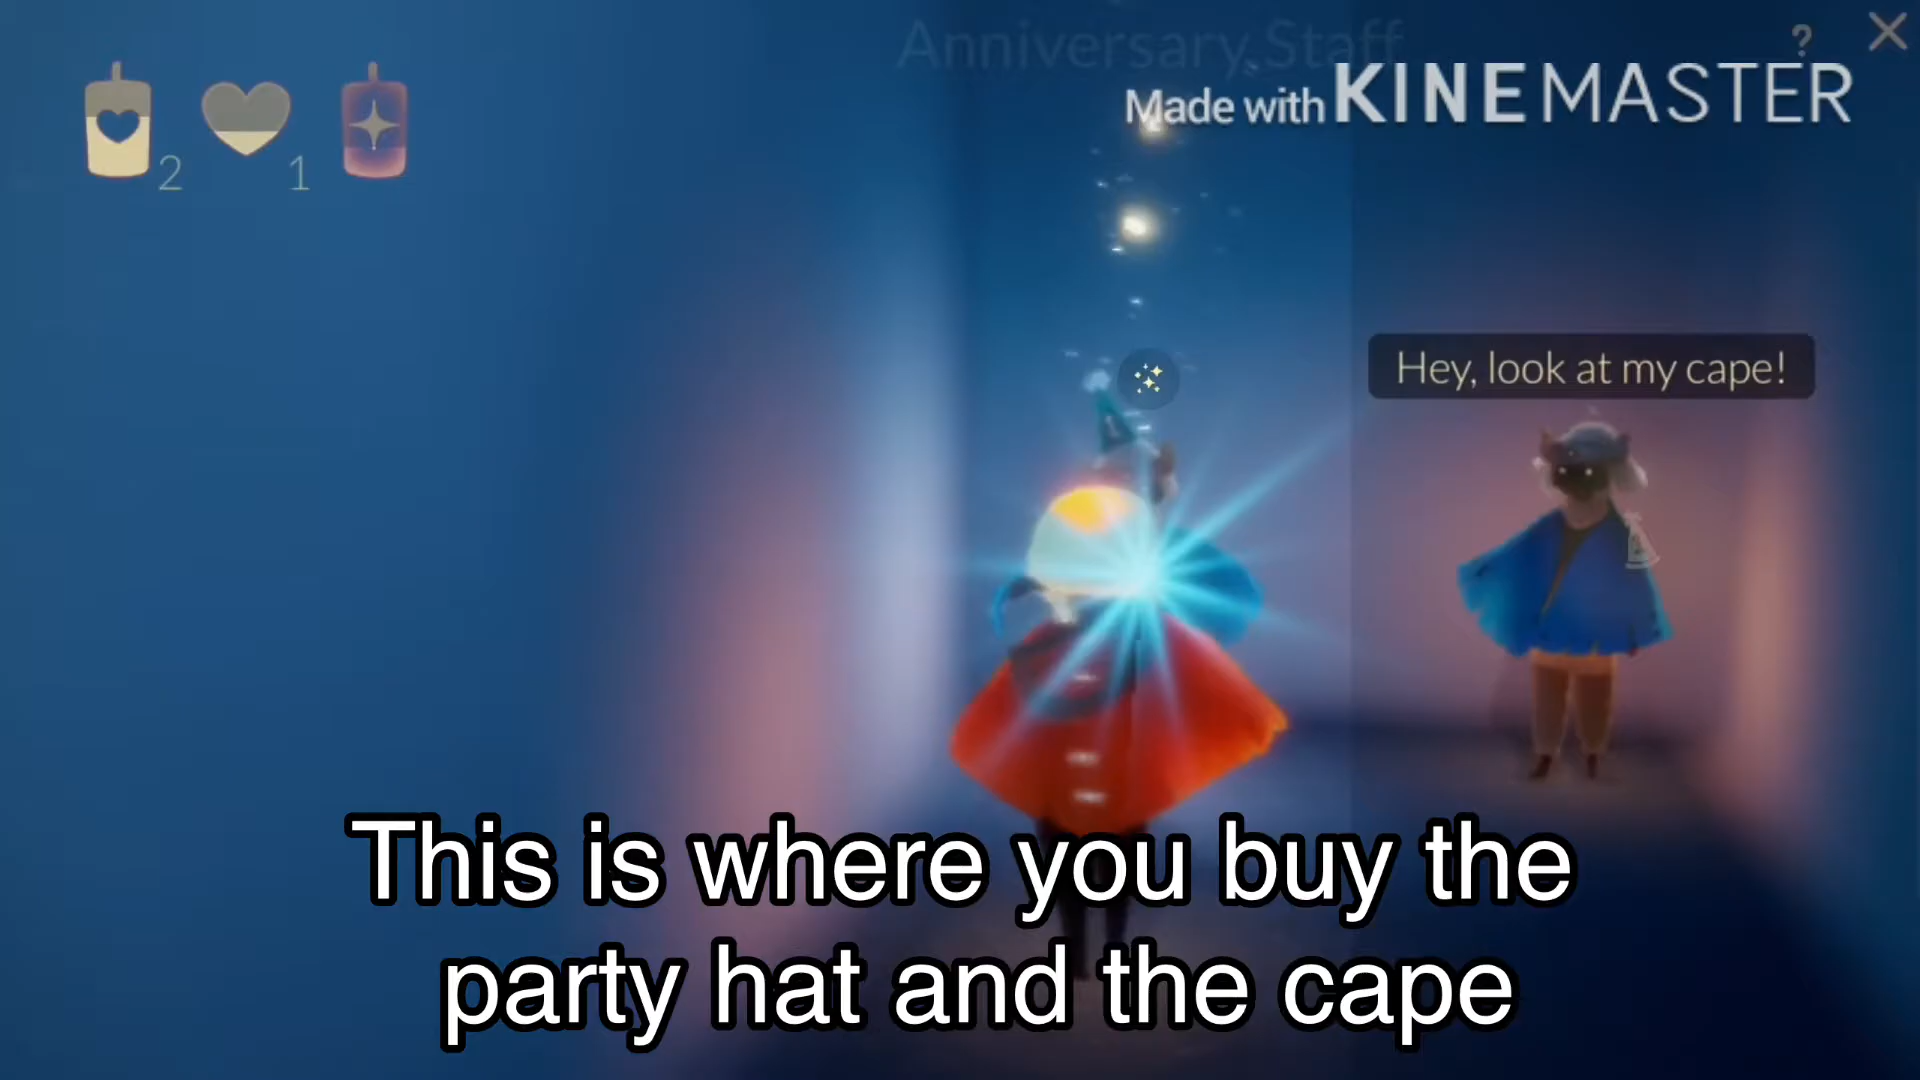 Anniversary Staff
?
Made with KINEMASTER
2
1
Hey, look at my cape!
This is where you buy the
party hat and the cape